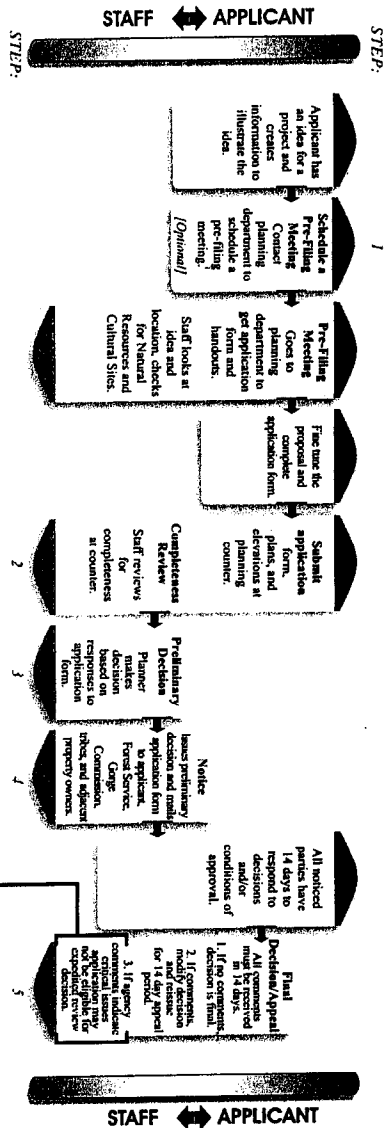 STEP:
1
STAFF APPLICANT
Applicant has
an idea for a
project and
creates
information to
illustrate the
idea.
Schedule a
Pre-Filing
Meeting
Contact
planning
department to
schedule a
pre-filing
meeting.
[Optional]
Pre-Filing
Meeting
Goes to
planning
department to
get application
form and
handouts.
Staff looks at
idea and
location, checks
for Natural
Resources and
Cultural Sites.
Fine tune the
proposal and
complete
application form.
Submit
application
form,
plans, and
elevations at
planning
counter.
Completeness
Review
Staff reviews
for
completeness
at counter.
Preliminary
Decision
Planner
makes
decision
based on
responses to
application
form.
Notice
Issues preliminary
decision and mails
application form
to applicant,
Forest Service,
Gorge
Commission,
tribes, and adjacent
property owners.
All noticed
parties have
14 days to
respond to
decisions
and/or
conditions of
approval.
Final
Decision/Appeal
All comments
must be received
in 14 days.
1. If no comments,
decision is final.
2. If comments,
modify decision
and reissue
for 14 day appeal
period.
3. If agency
comments indicate
critical issues
application may
not be eligible for
expedited review
decision.
STEP:
2
3
4
5
STAFF APPLICANT